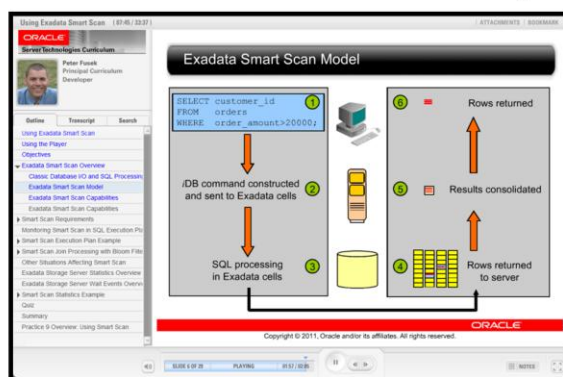 Using Exadata Smart Scan | (07:45 / 33:37)
| ATTACHMENTS | BOOKMARK
ORACLE
Server Technologies Curriculum
Peter Fusek
Principal Curriculum
Developer
Outline Transcript Search
Using Exadata Smart Scan
Using the Player
Objectives
Exadata Smart Scan Overview
Classic Database I/O and SQL Processing
Exadata Smart Scan Model
Exadata Smart Scan Capabilities
Exadata Smart Scan Capabilities
Smart Scan Requirements
Monitoring Smart Scan in SQL Execution Pla
Smart Scan Execution Plan Example
Smart Scan Join Processing with Bloom Filte
Other Situations Affecting Smart Scan
Exadata Storage Server Statistics Overview
Exadata Storage Server Wait Events Overvi
Smart Scan Statistics Example
Quiz
Summary
Practice 9 Overview: Using Smart Scan
Exadata Smart Scan Model
SELECT customer_id
FROM orders
WHERE order_amount>20000;
1
iDB command constructed
and sent to Exadata cells
2
SQL processing
in Exadata cells
3
4
Rows returned
to server
5
Results consolidated
6
Rows returned
ORACLE
Copyright © 2011, Oracle and/or its affiliates. All rights reserved.
PLAYING
NOTES